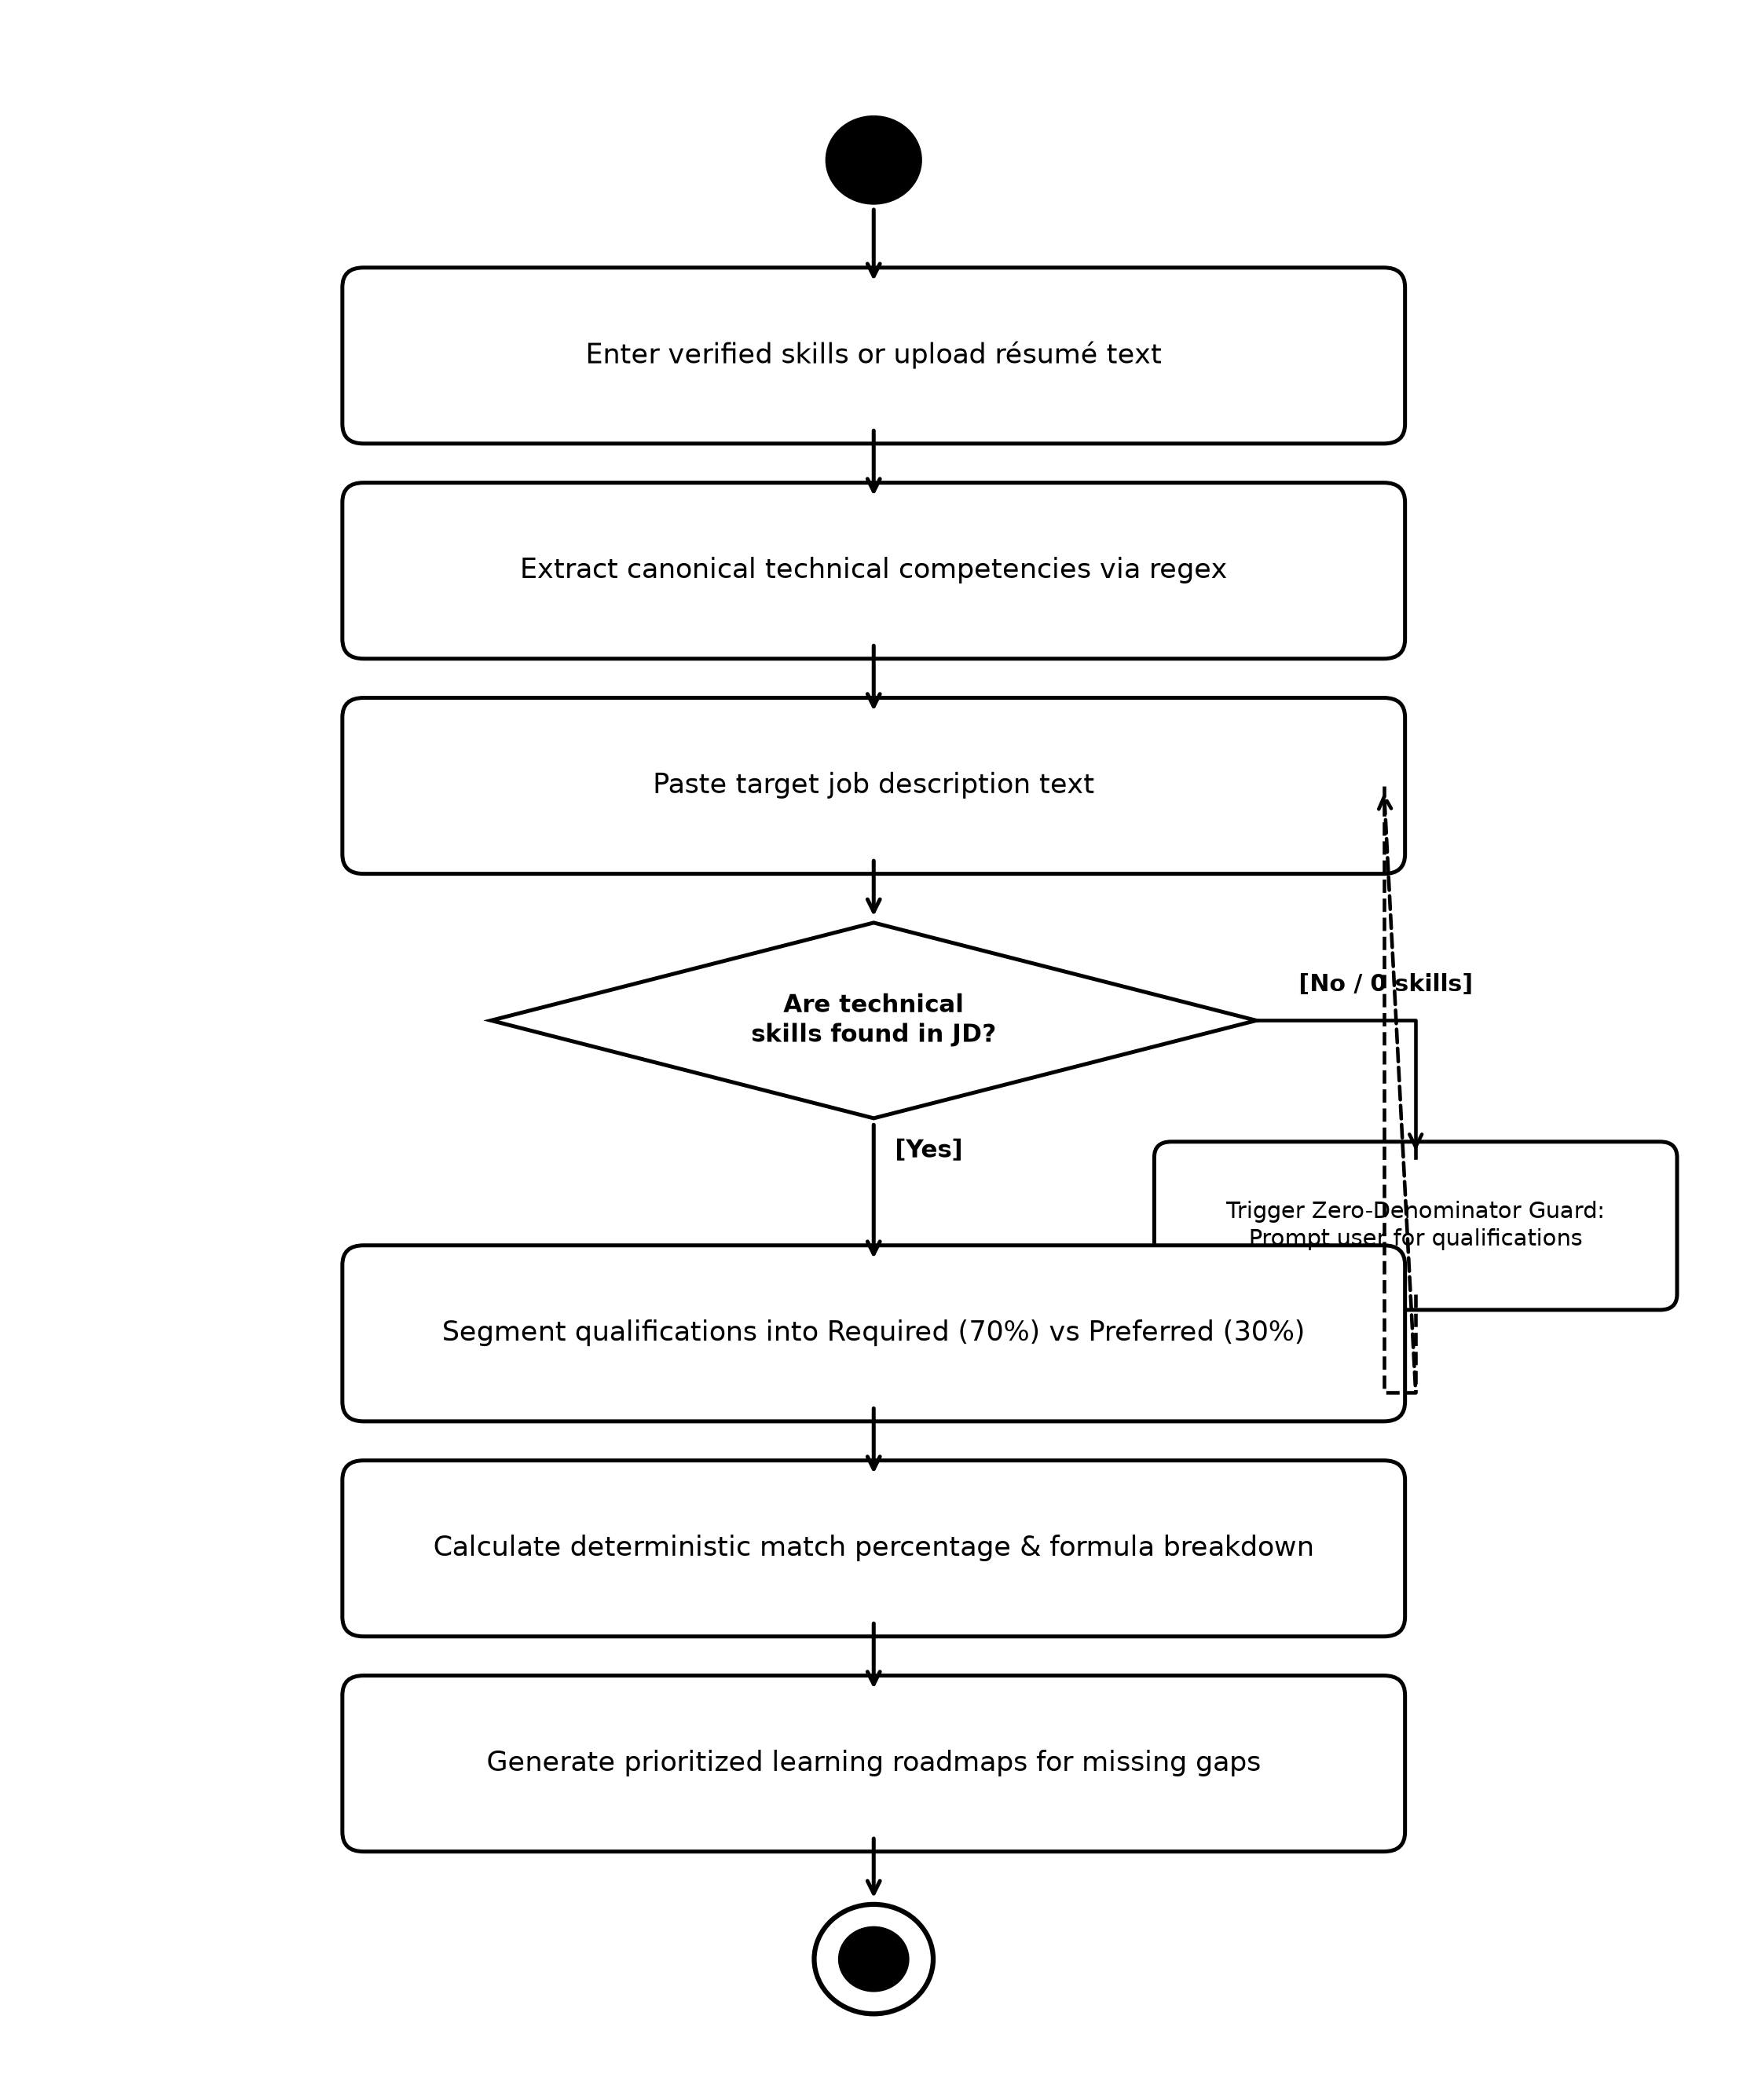 Enter verified skills or upload résumé text
Extract canonical technical competencies via regex
Paste target job description text
[No / 0 skills]
Are technical
skills found in JD?
[Yes]
Trigger Zero-Denominator Guard:
Prompt user for qualifications
Segment qualifications into Required (70%) vs Preferred (30%)
Calculate deterministic match percentage & formula breakdown
Generate prioritized learning roadmaps for missing gaps